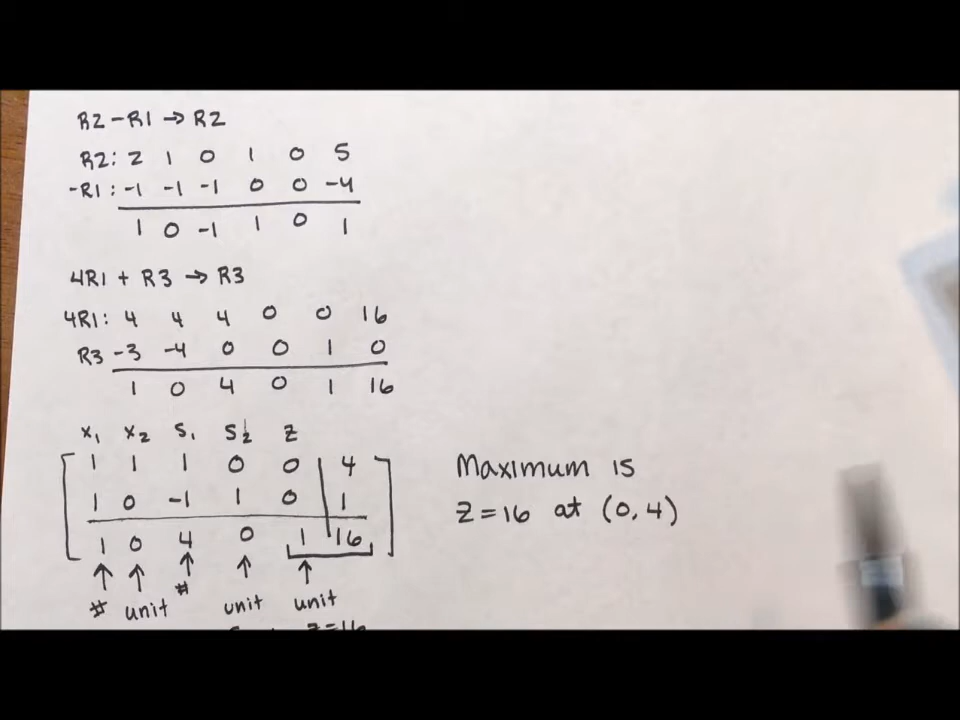 R2 - R1 → R2
R2: 2 1 0 1 0 5
-R1: -1 -1 -1 0 0 -4
1 0 -1 1 0 1
4R1 + R3 → R3
4R1: 4 4 4 0 0 16
R3 -3 -4 0 0 1 0
1 0 4 0 1 16
x₁ x₂ S₁ S₂ Z
1 1 1 0 0 | 4
1 0 -1 1 0 | 1
1 0 4 0 1 | 16
↑ ↑ ↑ ↑ ↑
# unit # unit unit
z=16
Maximum is
Z=16 at (0,4)